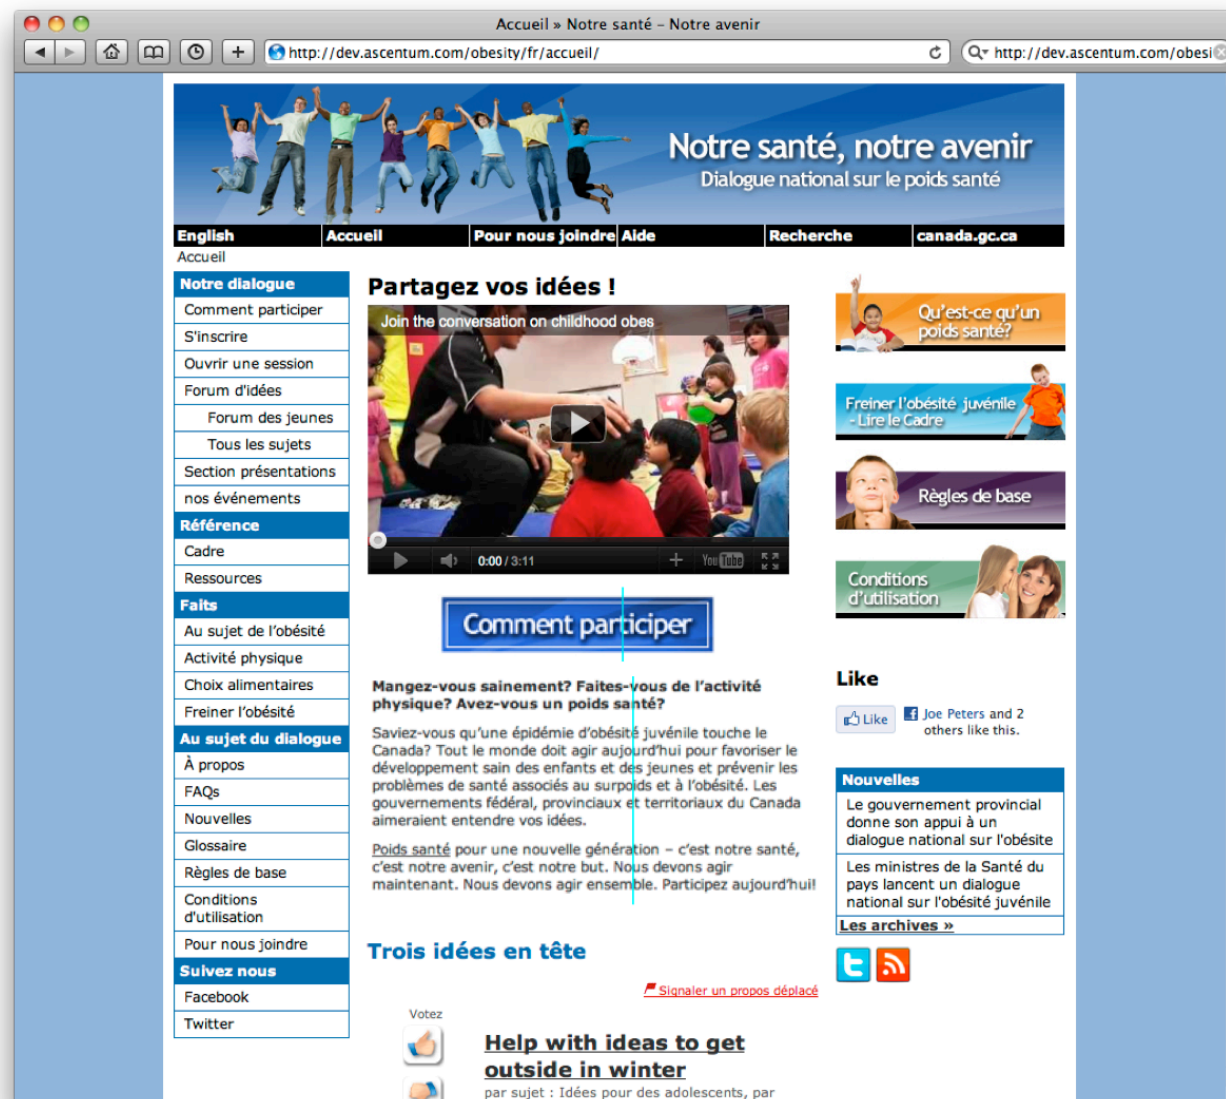 Accueil » Notre santé – Notre avenir
http://dev.ascentum.com/obesity/fr/accueil/
http://dev.ascentum.com/obesi
Notre santé, notre avenir
Dialogue national sur le poids santé
English
Accueil
Pour nous joindre
Aide
Recherche
canada.gc.ca
Accueil
Notre dialogue
Comment participer
S'inscrire
Ouvrir une session
Forum d'idées
Forum des jeunes
Tous les sujets
Section présentations
nos événements
Référence
Cadre
Ressources
Faits
Au sujet de l'obésité
Activité physique
Choix alimentaires
Freiner l'obésité
Au sujet du dialogue
À propos
FAQs
Nouvelles
Glossaire
Règles de base
Conditions
d'utilisation
Pour nous joindre
Suivez nous
Facebook
Twitter
Partagez vos idées !
Join the conversation on childhood obes
0:00 / 3:11
YouTube
Comment participer
Mangez-vous sainement? Faites-vous de l'activité
physique? Avez-vous un poids santé?
Saviez-vous qu'une épidémie d'obésité juvénile touche le
Canada? Tout le monde doit agir aujourd'hui pour favoriser le
développement sain des enfants et des jeunes et prévenir les
problèmes de santé associés au surpoids et à l'obésité. Les
gouvernements fédéral, provinciaux et territoriaux du Canada
aimeraient entendre vos idées.
Poids santé pour une nouvelle génération – c'est notre santé,
c'est notre avenir, c'est notre but. Nous devons agir
maintenant. Nous devons agir ensemble. Participez aujourd'hui!
Trois idées en tête
Signaler un propos déplacé
Votez
Help with ideas to get
outside in winter
par sujet : Idées pour des adolescents, par
Qu'est-ce qu'un
poids santé?
Freiner l'obésité juvénile
- Lire le Cadre
Règles de base
Conditions
d'utilisation
Like
Like
Joe Peters and 2
others like this.
Nouvelles
Le gouvernement provincial
donne son appui à un
dialogue national sur l'obésite
Les ministres de la Santé du
pays lancent un dialogue
national sur l'obésité juvénile
Les archives »